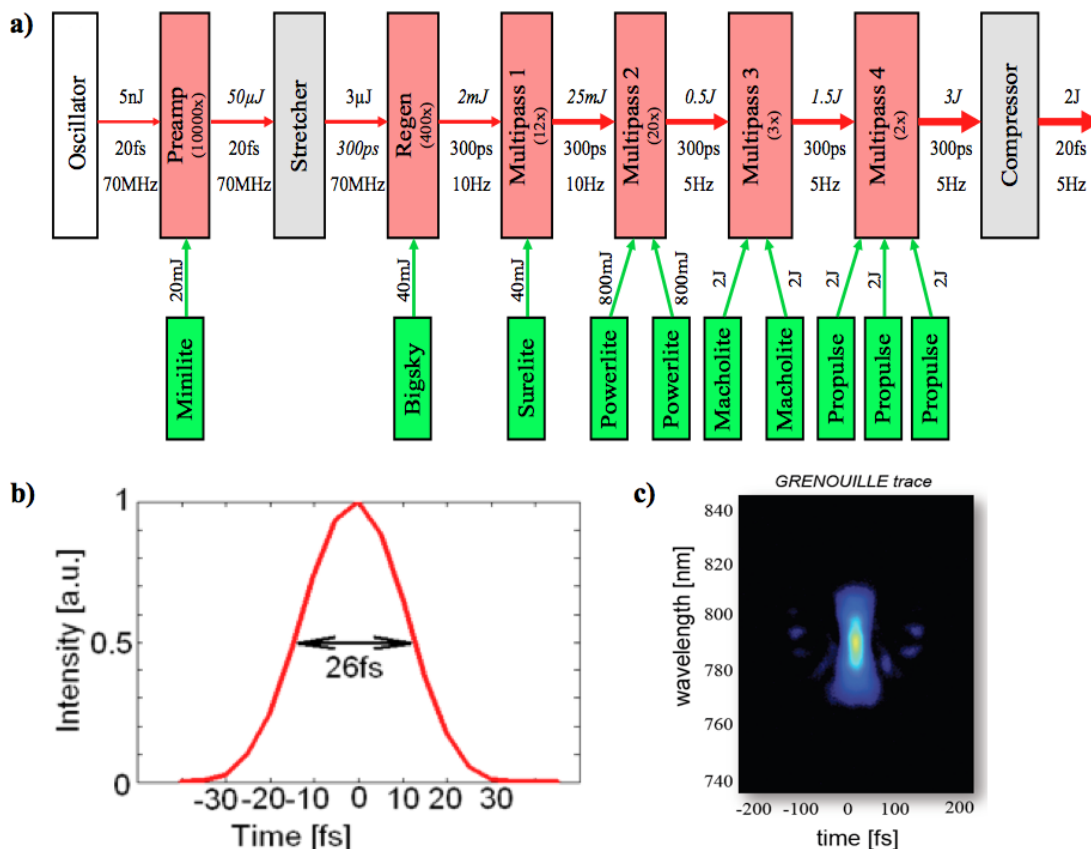 a)
Oscillator
5nJ
20fs
70MHz
Preamp
(10000x)
50µJ
20fs
70MHz
Stretcher
3µJ
300ps
70MHz
Regen
(400x)
2mJ
300ps
10Hz
Multipass 1
(12x)
25mJ
300ps
10Hz
Multipass 2
(20x)
0.5J
300ps
5Hz
Multipass 3
(3x)
1.5J
300ps
5Hz
Multipass 4
(2x)
3J
300ps
5Hz
Compressor
2J
20fs
5Hz
20mJ
40mJ
40mJ
800mJ
800mJ
2J
2J
2J
2J
2J
Minilite
Bigsky
Surelite
Powerlite
Powerlite
Macholite
Macholite
Propulse
Propulse
Propulse
b)
Intensity [a.u.]
1
0.5
0
26fs
-30 -20 -10 0 10 20 30
Time [fs]
c)
GRENOUILLE trace
wavelength [nm]
840
820
800
780
760
740
-200 -100 0 100 200
time [fs]